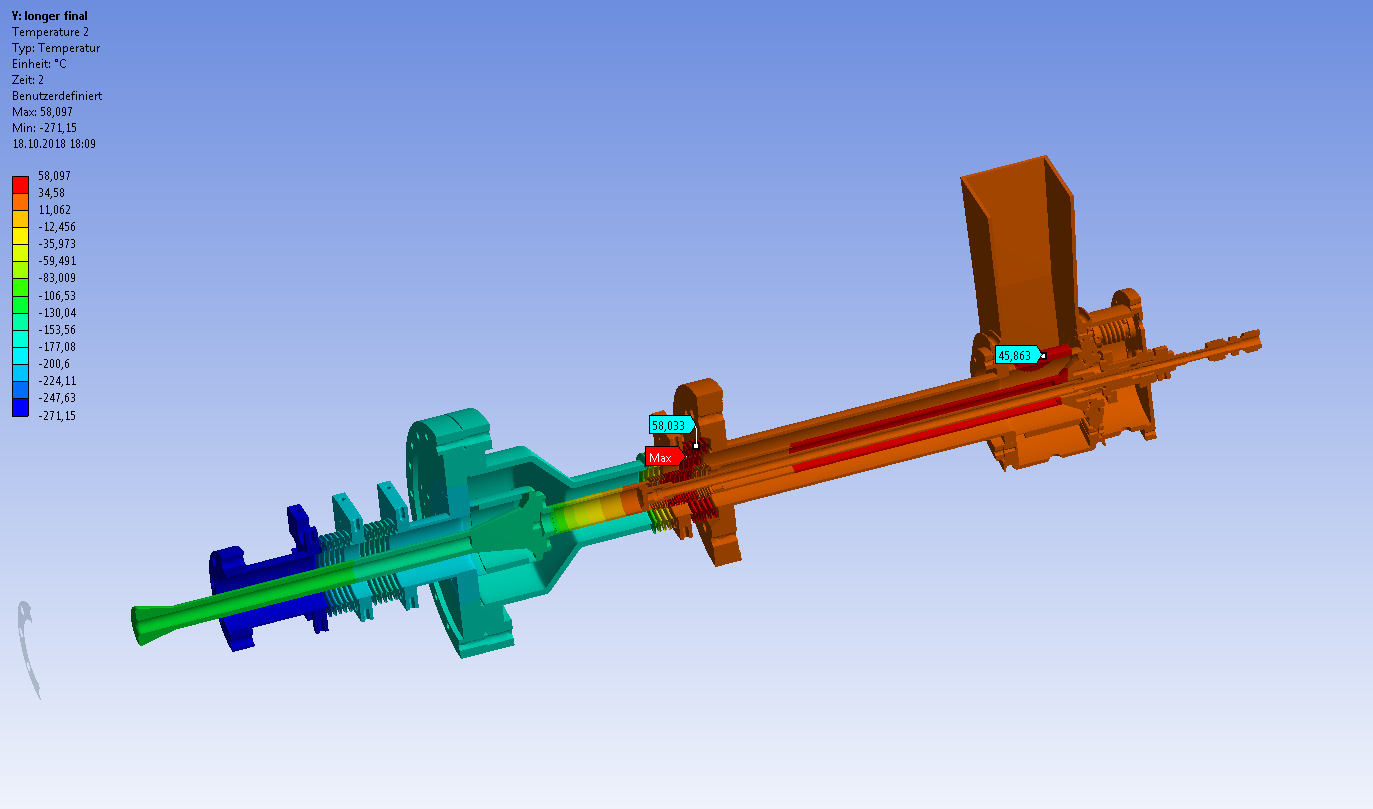 Y: longer final
Temperature 2
Typ: Temperatur
Einheit: °C
Zeit: 2
Benutzerdefiniert
Max: 58,097
Min: -271,15
18.10.2018 18:09
58,097
34,58
11,062
-12,456
-35,973
-59,491
-83,009
-106,53
-130,04
-153,56
-177,08
-200,6
-224,11
-247,63
-271,15
45,863
58,033
Max